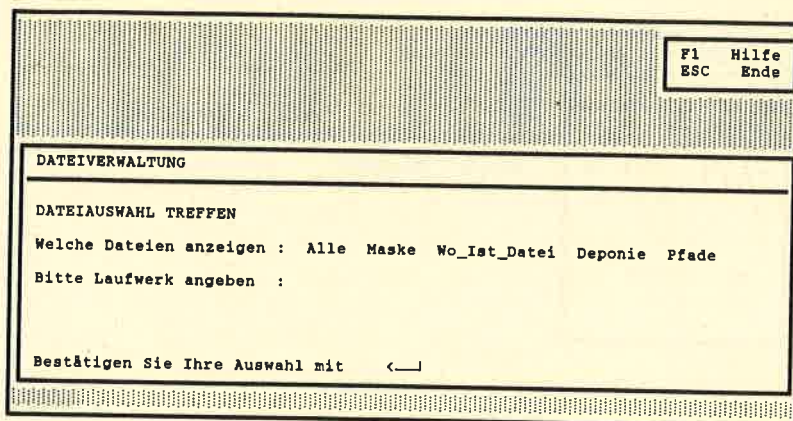 F1 Hilfe
ESC Ende
DATEIVERWALTUNG
DATEIAUSWAHL TREFFEN
Welche Dateien anzeigen : Alle Maske Wo_Ist_Datei Deponie Pfade
Bitte Laufwerk angeben :
Bestätigen Sie Ihre Auswahl mit <─┘